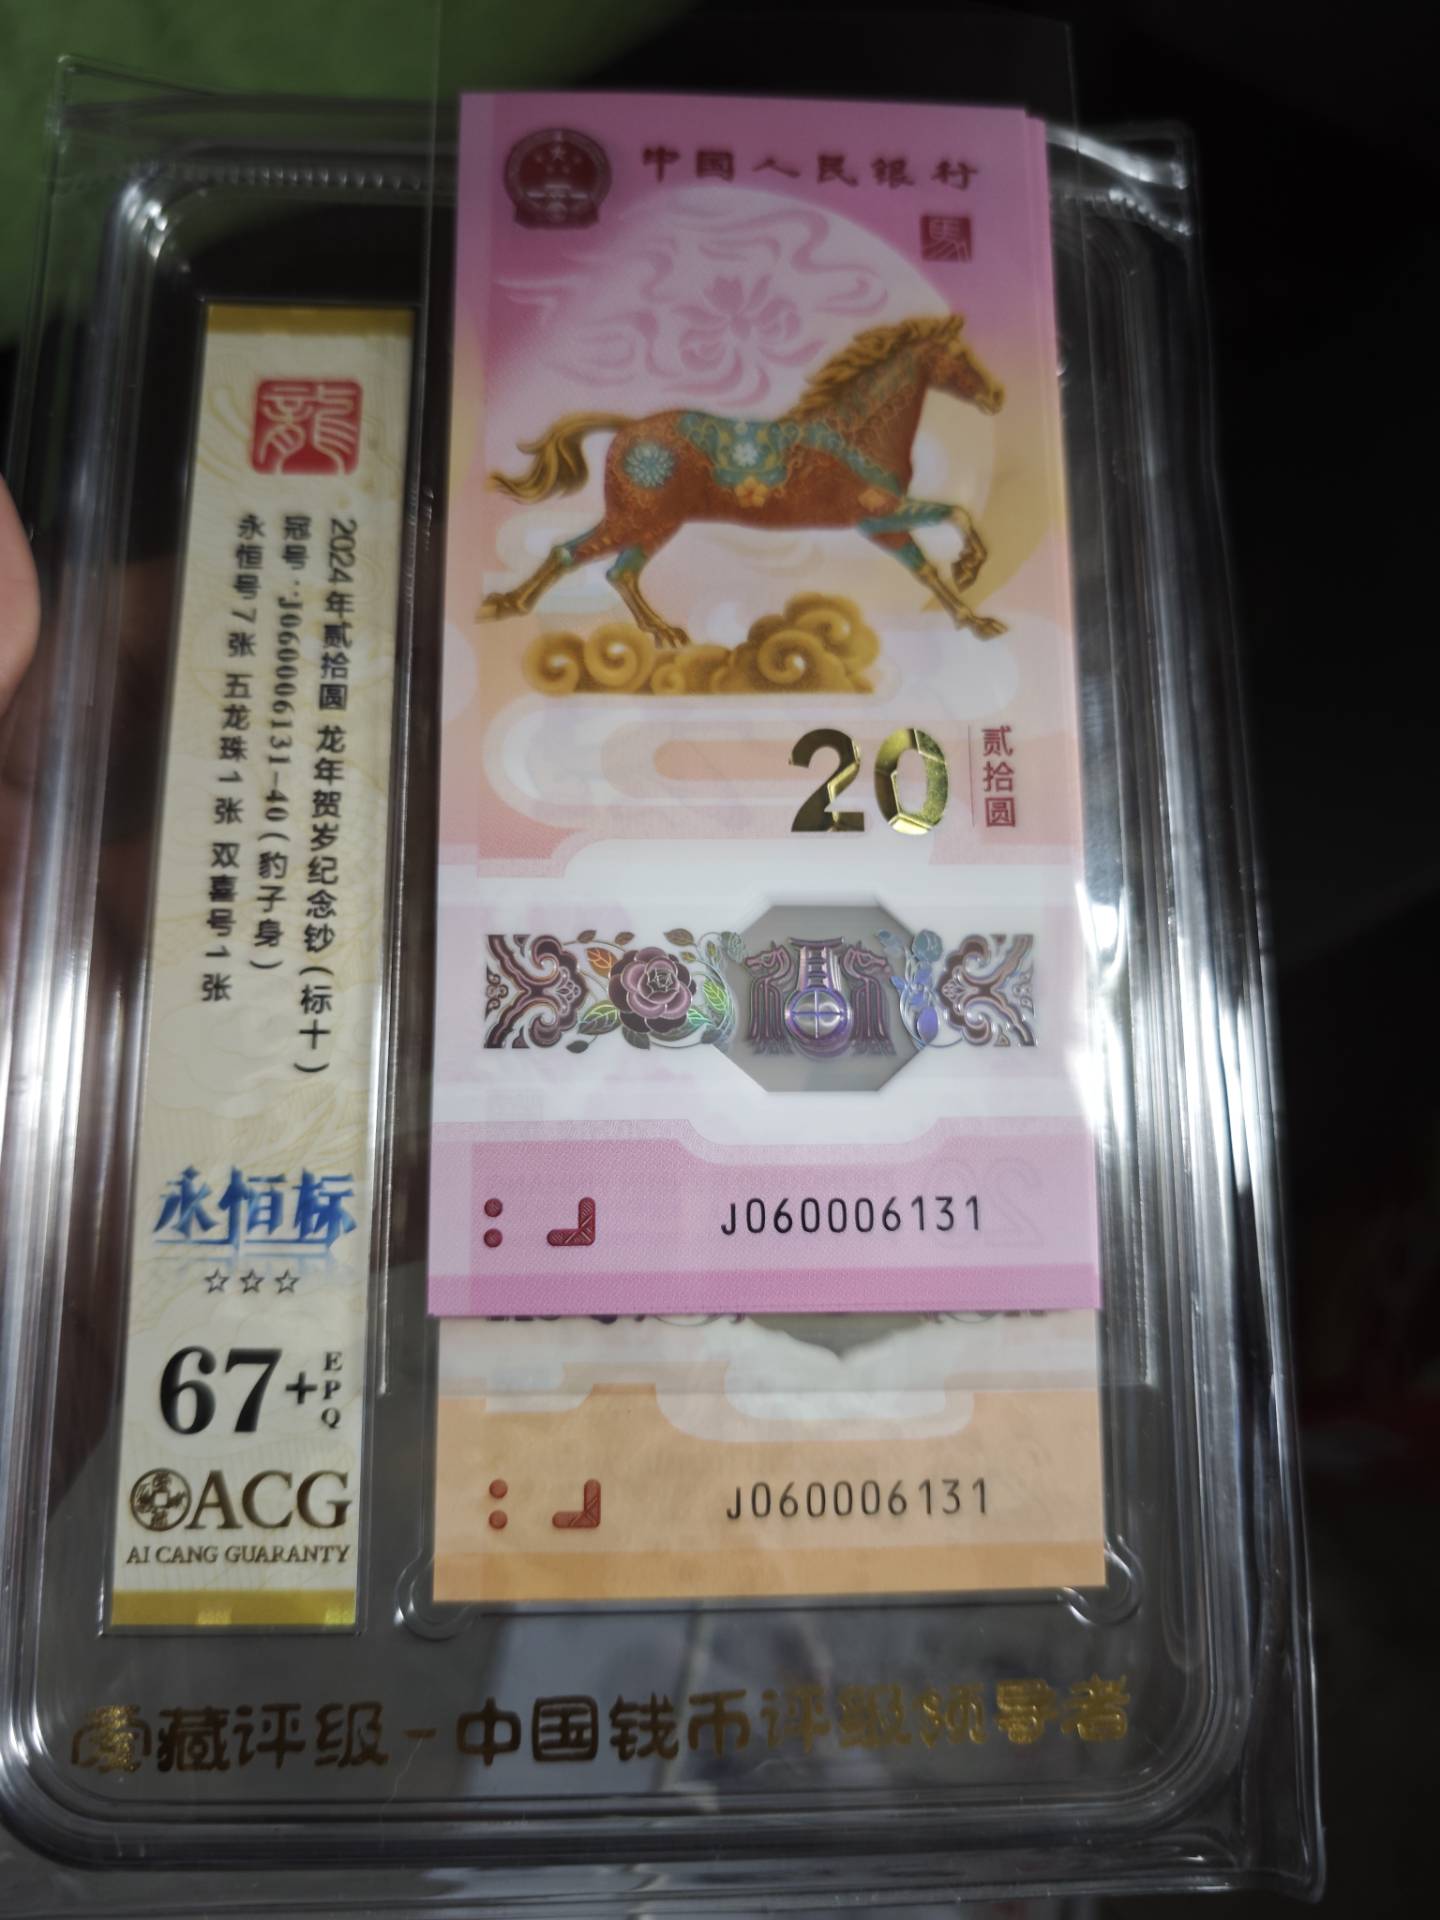 龍
2024年贰拾圆 龙年贺岁纪念钞(标十)
冠号:J060006131-40(豹子身)
永恒号7张 五龙珠1张 双喜号1张
永恒标
☆☆☆
67+
EPQ
ACG
AI CANG GUARANTY
中国人民银行
馬
20
贰拾圆
J060006131
J060006131
爱藏评级-中国钱币评级领导者